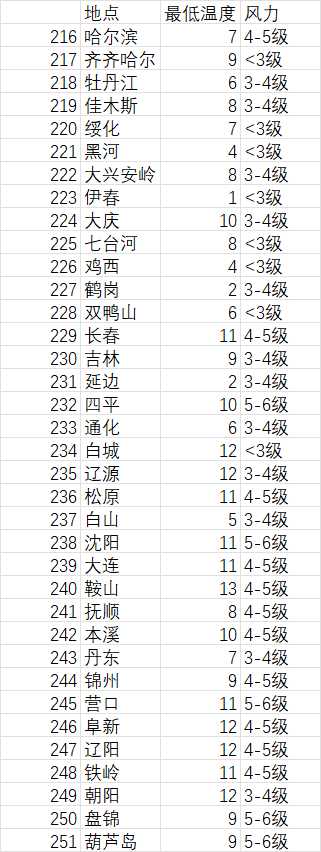 地点 最低温度 风力
216 哈尔滨 7 4-5级
217 齐齐哈尔 9 <3级
218 牡丹江 6 3-4级
219 佳木斯 8 3-4级
220 绥化 7 <3级
221 黑河 4 <3级
222 大兴安岭 8 3-4级
223 伊春 1 <3级
224 大庆 10 3-4级
225 七台河 8 <3级
226 鸡西 4 <3级
227 鹤岗 2 3-4级
228 双鸭山 6 <3级
229 长春 11 4-5级
230 吉林 9 3-4级
231 延边 2 3-4级
232 四平 10 5-6级
233 通化 6 3-4级
234 白城 12 <3级
235 辽源 12 3-4级
236 松原 11 4-5级
237 白山 5 3-4级
238 沈阳 11 5-6级
239 大连 11 4-5级
240 鞍山 13 4-5级
241 抚顺 8 4-5级
242 本溪 10 4-5级
243 丹东 7 3-4级
244 锦州 9 4-5级
245 营口 11 5-6级
246 阜新 12 4-5级
247 辽阳 12 4-5级
248 铁岭 11 4-5级
249 朝阳 12 3-4级
250 盘锦 9 5-6级
251 葫芦岛 9 5-6级